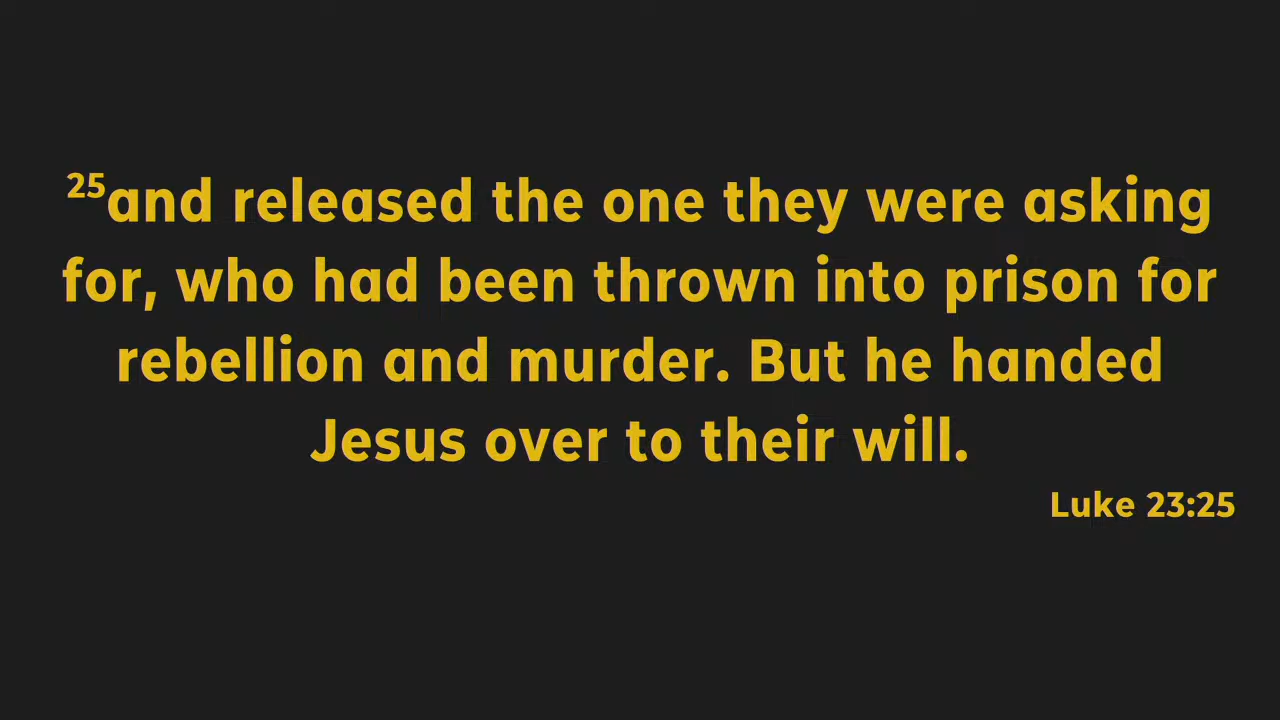 25and released the one they were asking
for, who had been thrown into prison for
rebellion and murder. But he handed
Jesus over to their will.
Luke 23:25